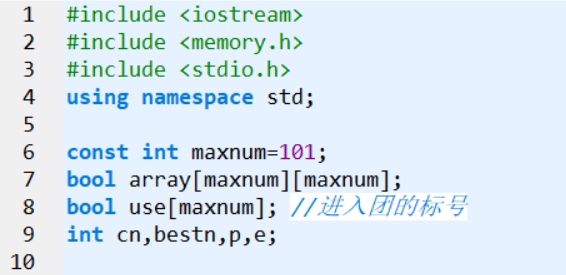 1 #include <iostream>
2 #include <memory.h>
3 #include <stdio.h>
4 using namespace std;
5
6 const int maxnum=101;
7 bool array[maxnum][maxnum];
8 bool use[maxnum]; //进入团的标号
9 int cn,bestn,p,e;
10